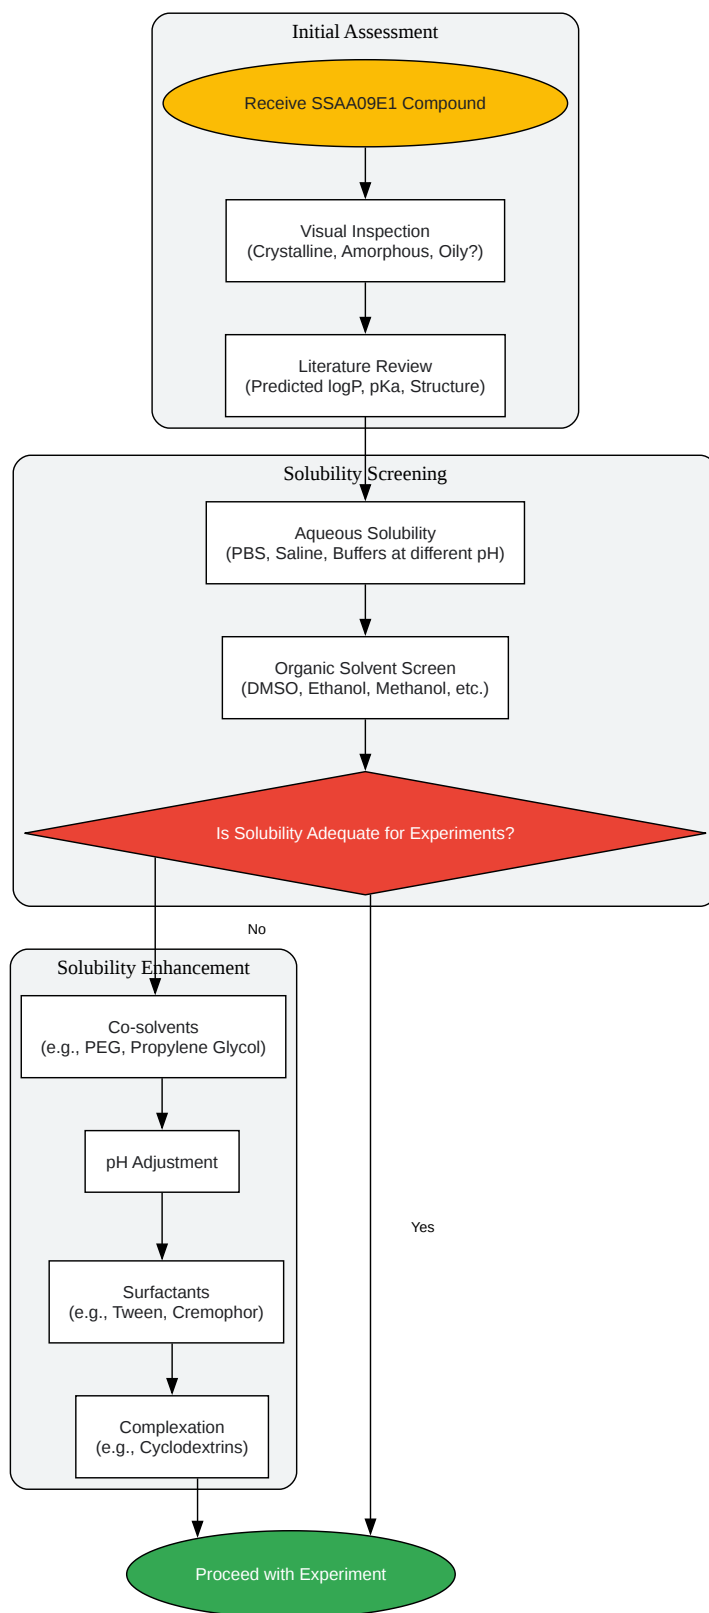 Initial Assessment
Receive SSAA09E1 Compound
Visual Inspection
(Crystalline, Amorphous, Oily?)
Literature Review
(Predicted logP, pKa, Structure)
Solubility Screening
Aqueous Solubility
(PBS, Saline, Buffers at different pH)
Organic Solvent Screen
(DMSO, Ethanol, Methanol, etc.)
Is Solubility Adequate for Experiments?
No
Solubility Enhancement
Co-solvents
(e.g., PEG, Propylene Glycol)
pH Adjustment
Yes
Surfactants
(e.g., Tween, Cremophor)
Complexation
(e.g., Cyclodextrins)
Proceed with Experiment